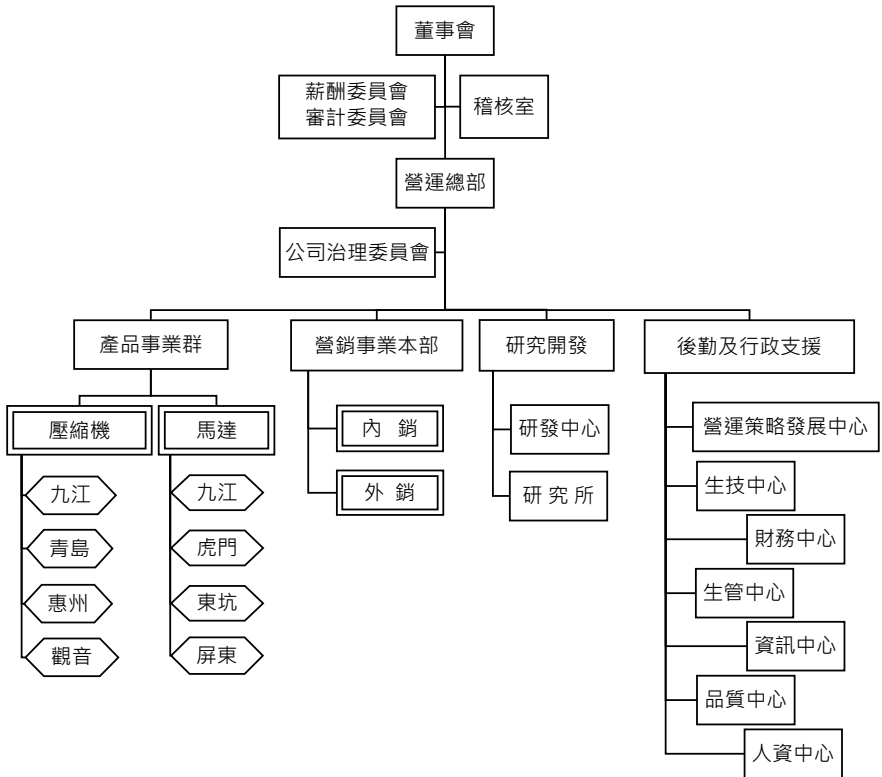 董事會
薪酬委員會
審計委員會
稽核室
營運總部
公司治理委員會
產品事業群
營銷事業本部
研究開發
後勤及行政支援
壓縮機
馬達
九江
青島
惠州
觀音
九江
虎門
東坑
屏東
內 銷
外 銷
研發中心
研 究 所
營運策略發展中心
生技中心
財務中心
生管中心
資訊中心
品質中心
人資中心